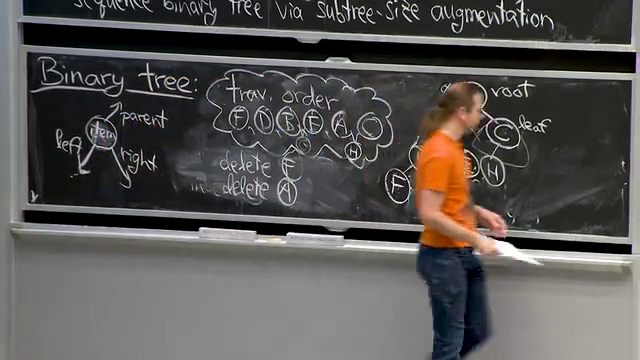 sequence binary tree via subtree-size augmentation
Binary tree:
item
parent
left
right
trav. order
F D B E A C
G H
delete F
delete A
root
C leaf
F H